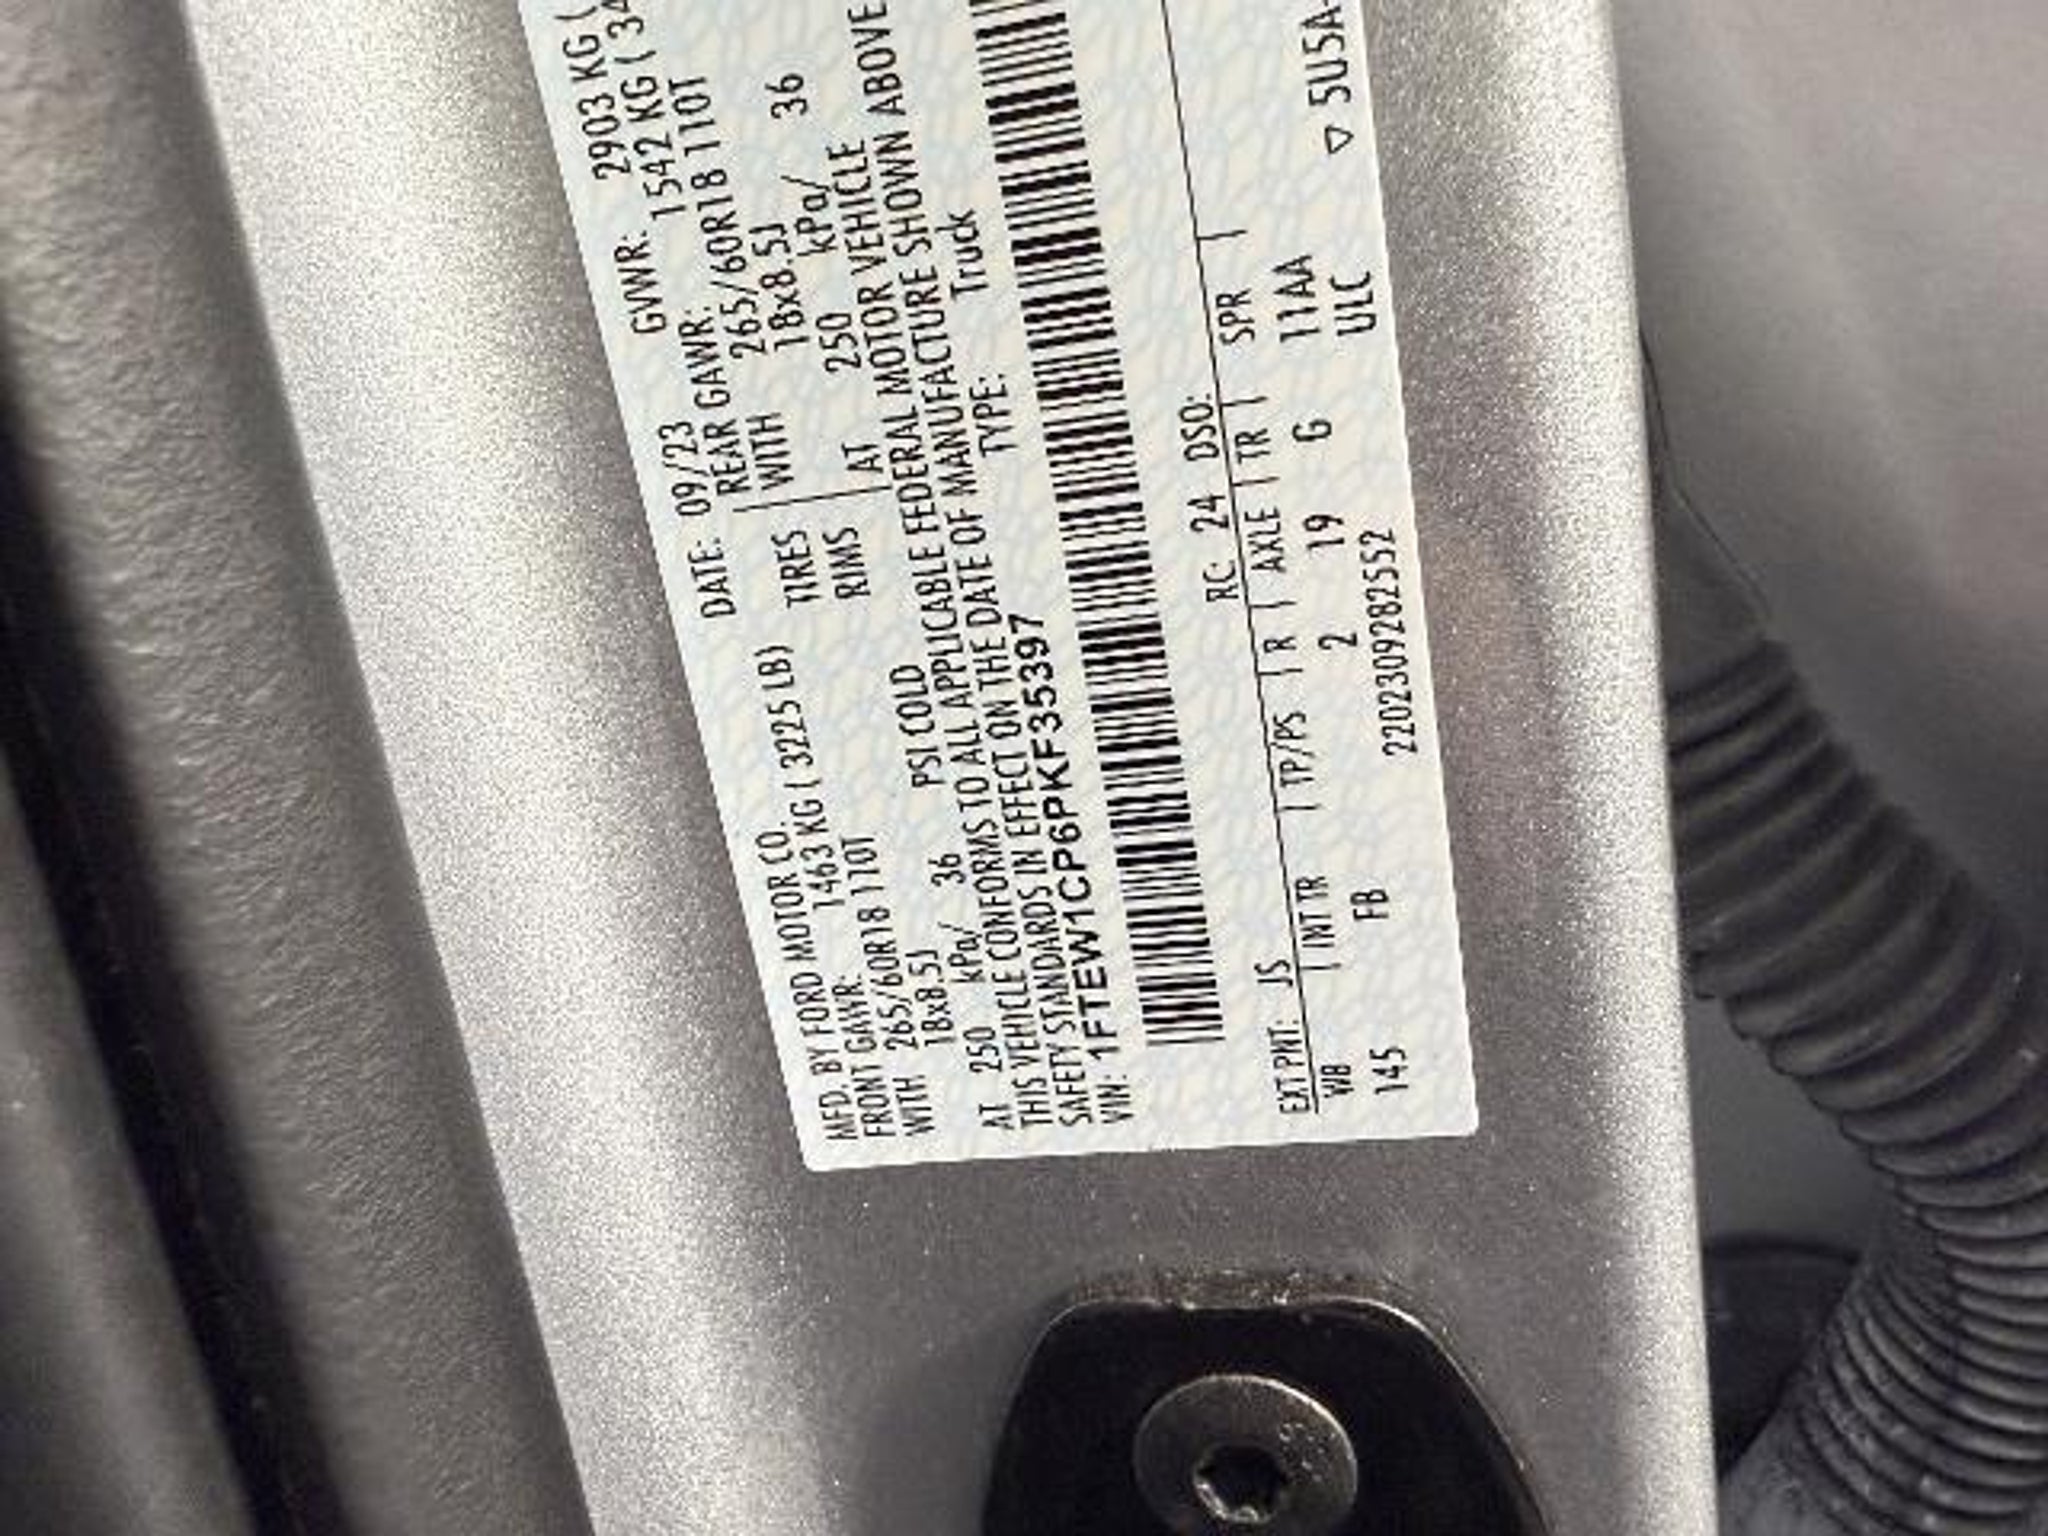 MFD. BY FORD MOTOR CO. DATE: 09/23 GVWR: 2903 KG (
FRONT GAWR: 1463 KG ( 3225 LB) REAR GAWR: 1542 KG ( 34
WITH 265/60R18 110T TIRES WITH 265/60R18 110T
18x8.5J RIMS 18x8.5J
AT 250 kPa/ 36 PSI COLD AT 250 kPa/ 36
THIS VEHICLE CONFORMS TO ALL APPLICABLE FEDERAL MOTOR VEHICLE
SAFETY STANDARDS IN EFFECT ON THE DATE OF MANUFACTURE SHOWN ABOVE
VIN: 1FTEW1CP6PKF35397 TYPE: Truck
EXT PNT: JS RC: 24 DSO:
WB INT TR TP/PS R AXLE TR SPR
145 FB 2 19 G 11AA ▽ 5U5A-
2202309282552 ULC